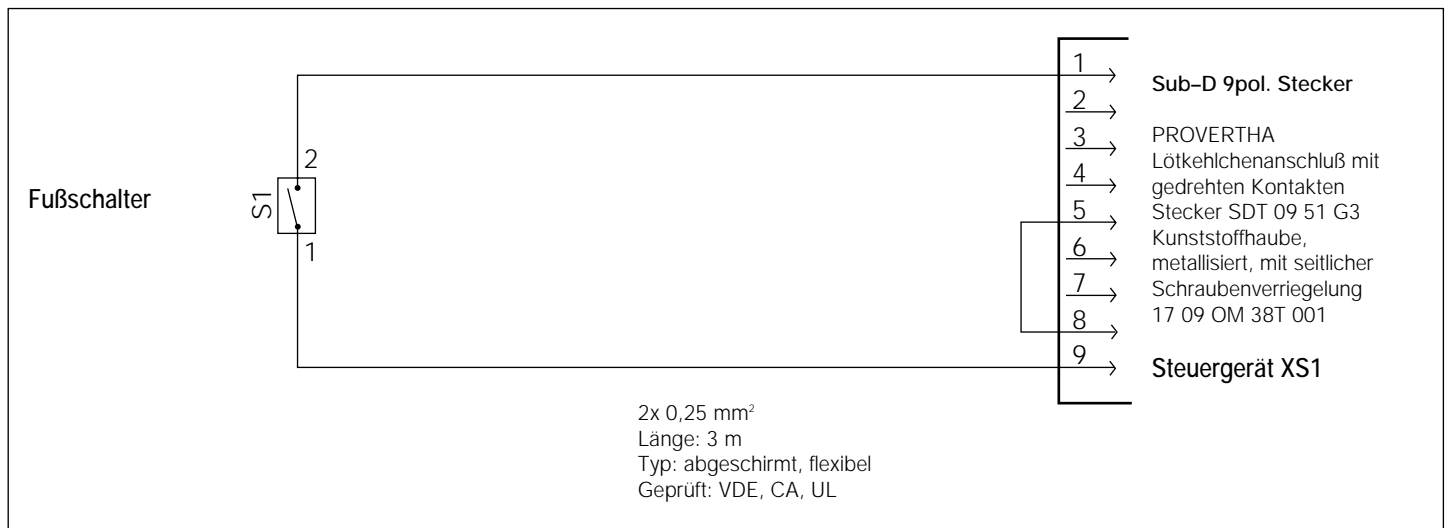 1
Sub–D 9pol. Stecker
2
3
PROVERTHA
Lötkehlchenanschluß mit
4
gedrehten Kontakten
5
Stecker SDT 09 51 G3
Kunststoffhaube,
6
metallisiert, mit seitlicher
7
Schraubenverriegelung
8
17 09 OM 38T 001
9
Steuergerät XS1
2
Fußschalter
S1
1
2x 0,25 mm²
Länge: 3 m
Typ: abgeschirmt, flexibel
Geprüft: VDE, CA, UL